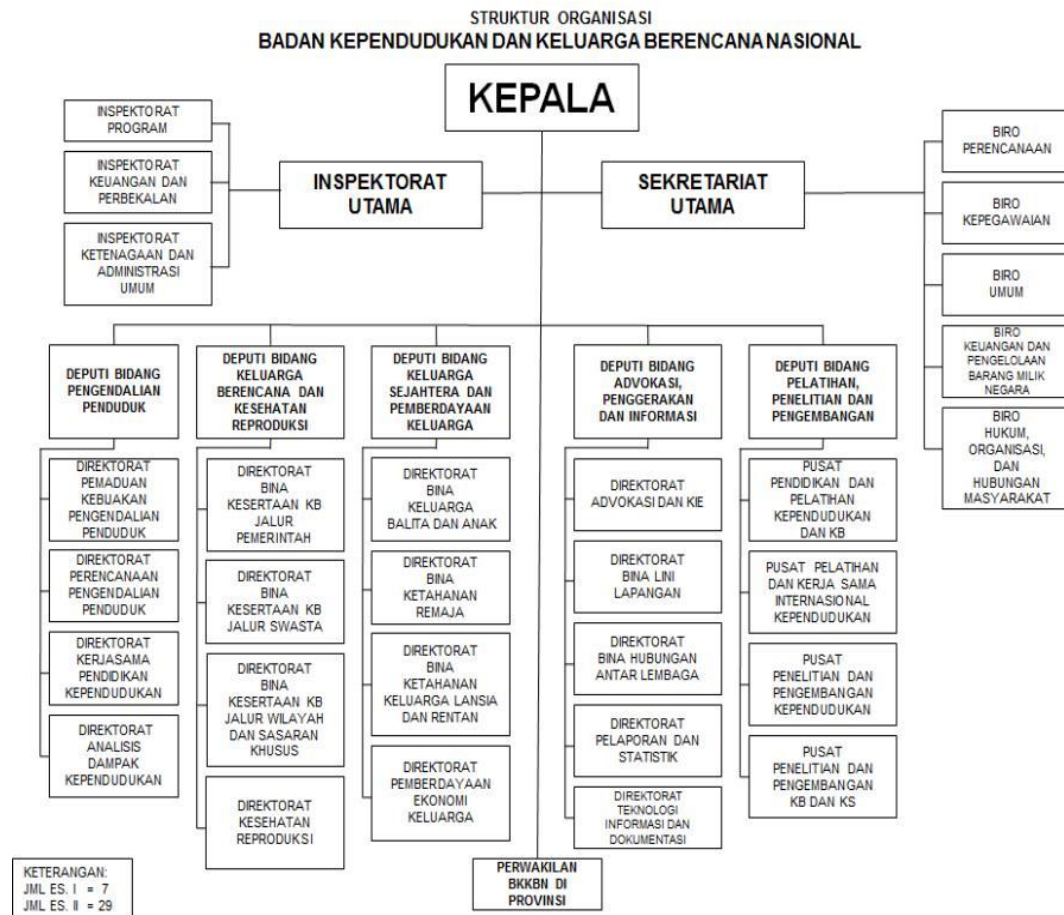 STRUKTUR ORGANISASI
BADAN KEPENDUDUKAN DAN KELUARGA BERENCANA NASIONAL
KEPALA
INSPEKTORAT
PROGRAM
INSPEKTORAT
KEUANGAN DAN
PERBEKALAN
INSPEKTORAT
KETENAGAAN DAN
ADMINISTRASI
UMUM
INSPEKTORAT
UTAMA
SEKRETARIAT
UTAMA
BIRO
PERENCANAAN
BIRO
KEPEGAWAIAN
BIRO
UMUM
BIRO
KEUANGAN DAN
PENGELOLAAN
BARANG MILIK
NEGARA
BIRO
HUKUM,
ORGANISASI,
DAN
HUBUNGAN
MASYARAKAT
DEPUTI BIDANG
PENGENDALIAN
PENDUDUK
DIREKTORAT
PEMADUAN
KEBUAKAN
PENGENDALIAN
PENDUDUK
DIREKTORAT
PERENCANAAN
PENGENDALIAN
PENDUDUK
DIREKTORAT
KERJASAMA
PENDIDIKAN
KEPENDUDUKAN
DIREKTORAT
ANALISIS
DAMPAK
KEPENDUDUKAN
DEPUTI BIDANG
KELUARGA
BERENCANA DAN
KESEHATAN
REPRODUKSI
DIREKTORAT
BINA
KESERTAAN KB
JALUR
PEMERINTAH
DIREKTORAT
BINA
KESERTAAN KB
JALUR SWASTA
DIREKTORAT
BINA
KESERTAAN KB
JALUR WILAYAH
DAN SASARAN
KHUSUS
DIREKTORAT
KESEHATAN
REPRODUKSI
DEPUTI BIDANG
KELUARGA
SEJAHTERA DAN
PEMBERDAYAAN
KELUARGA
DIREKTORAT
BINA
KELUARGA
BALITA DAN ANAK
DIREKTORAT
BINA
KETAHANAN
REMAJA
DIREKTORAT
BINA
KETAHANAN
KELUARGA LANSIA
DAN RENTAN
DIREKTORAT
PEMBERDAYAAN
EKONOMI
KELUARGA
DEPUTI BIDANG
ADVOKASI,
PENGGERAKAN
DAN INFORMASI
DIREKTORAT
ADVOKASI DAN KIE
DIREKTORAT
BINA LINI
LAPANGAN
DIREKTORAT
BINA HUBUNGAN
ANTAR LEMBAGA
DIREKTORAT
PELAPORAN DAN
STATISTIK
DIREKTORAT
TEKNOLOGI
INFORMASI DAN
DOKUMENTASI
DEPUTI BIDANG
PELATIHAN,
PENELITIAN DAN
PENGEMBANGAN
PUSAT
PENDIDIKAN DAN
PELATIHAN
KEPENDUDUKAN
DAN KB
PUSAT PELATIHAN
DAN KERJA SAMA
INTERNASIONAL
KEPENDUDUKAN
PUSAT
PENELITIAN DAN
PENGEMBANGAN
KEPENDUDUKAN
PUSAT
PENELITIAN DAN
PENGEMBANGAN
KB DAN KS
PERWAKILAN
BKKBN DI
PROVINSI
KETERANGAN:
JML ES. I = 7
JML ES. II = 29